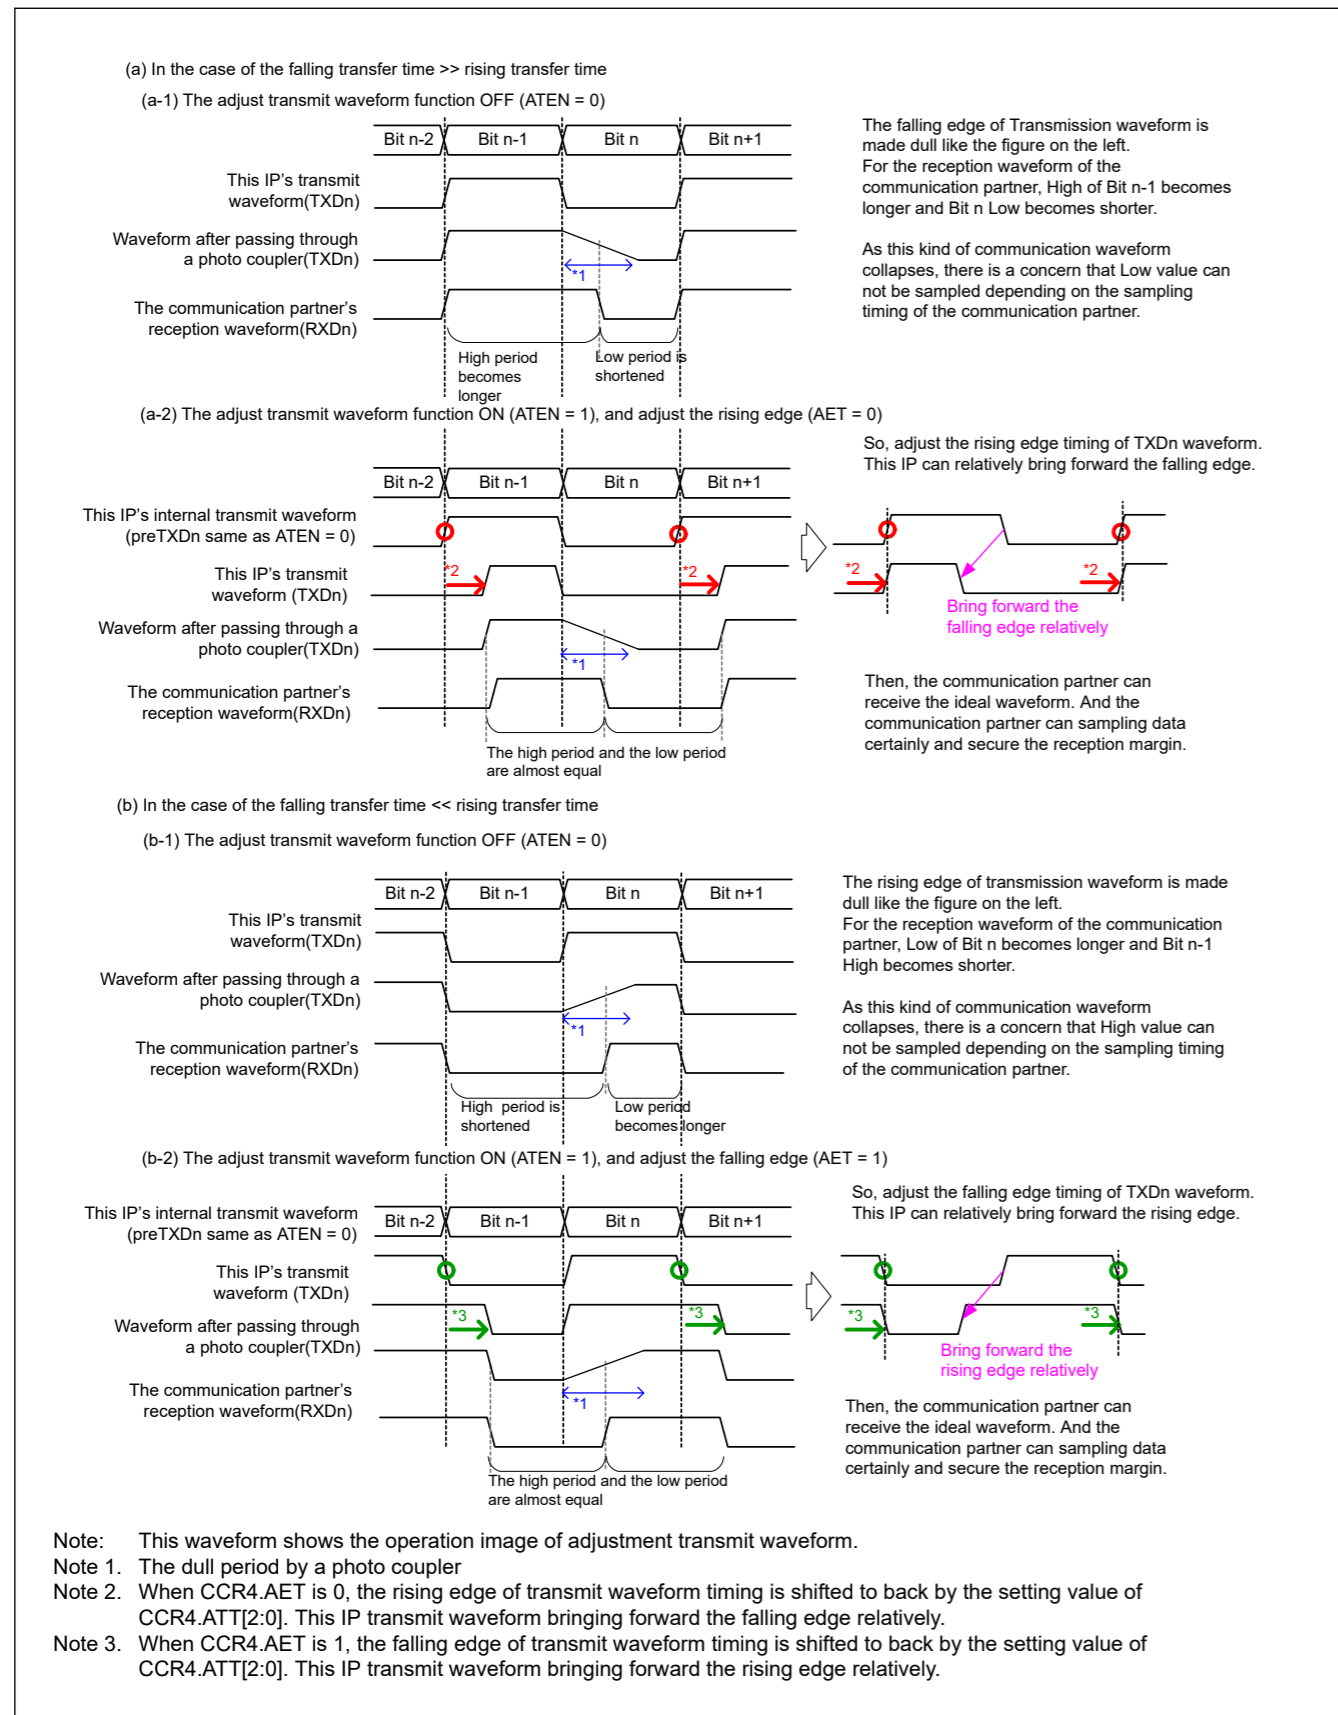 (a) In the case of the falling transfer time >> rising transfer time
(a-1) The adjust transmit waveform function OFF (ATEN = 0)
Bit n-2
Bit n-1
Bit n
Bit n+1
This IP's transmit
waveform(TXDn)
Waveform after passing through
a photo coupler(TXDn)
*1
The communication partner's
reception waveform(RXDn)
High period
becomes
longer
Low period is
shortened
The falling edge of Transmission waveform is
made dull like the figure on the left.
For the reception waveform of the
communication partner, High of Bit n-1 becomes
longer and Bit n Low becomes shorter.
As this kind of communication waveform
collapses, there is a concern that Low value can
not be sampled depending on the sampling
timing of the communication partner.
(a-2) The adjust transmit waveform function ON (ATEN = 1), and adjust the rising edge (AET = 0)
Bit n-2
Bit n-1
Bit n
Bit n+1
This IP's internal transmit waveform
(preTXDn same as ATEN = 0)
This IP's transmit
waveform (TXDn)
*2
*2
Waveform after passing through a
photo coupler(TXDn)
*1
The communication partner's
reception waveform(RXDn)
The high period and the low period
are almost equal
So, adjust the rising edge timing of TXDn waveform.
This IP can relatively bring forward the falling edge.
*2
*2
Bring forward the
falling edge relatively
Then, the communication partner can
receive the ideal waveform. And the
communication partner can sampling data
certainly and secure the reception margin.
(b) In the case of the falling transfer time << rising transfer time
(b-1) The adjust transmit waveform function OFF (ATEN = 0)
Bit n-2
Bit n-1
Bit n
Bit n+1
This IP's transmit
waveform(TXDn)
Waveform after passing through a
photo coupler(TXDn)
*1
The communication partner's
reception waveform(RXDn)
High period is
shortened
Low period
becomes longer
The rising edge of transmission waveform is made
dull like the figure on the left.
For the reception waveform of the communication
partner, Low of Bit n becomes longer and Bit n-1
High becomes shorter.
As this kind of communication waveform
collapses, there is a concern that High value can
not be sampled depending on the sampling timing
of the communication partner.
(b-2) The adjust transmit waveform function ON (ATEN = 1), and adjust the falling edge (AET = 1)
This IP's internal transmit waveform
(preTXDn same as ATEN = 0)
Bit n-2
Bit n-1
Bit n
Bit n+1
This IP's transmit
waveform (TXDn)
*3
*3
Waveform after passing through
a photo coupler(TXDn)
*1
The communication partner's
reception waveform(RXDn)
The high period and the low period
are almost equal
So, adjust the falling edge timing of TXDn waveform.
This IP can relatively bring forward the rising edge.
*3
*3
Bring forward the
rising edge relatively
Then, the communication partner can
receive the ideal waveform. And the
communication partner can sampling data
certainly and secure the reception margin.
Note: This waveform shows the operation image of adjustment transmit waveform.
Note 1. The dull period by a photo coupler
Note 2. When CCR4.AET is 0, the rising edge of transmit waveform timing is shifted to back by the setting value of
CCR4.ATT[2:0]. This IP transmit waveform bringing forward the falling edge relatively.
Note 3. When CCR4.AET is 1, the falling edge of transmit waveform timing is shifted to back by the setting value of
CCR4.ATT[2:0]. This IP transmit waveform bringing forward the rising edge relatively.